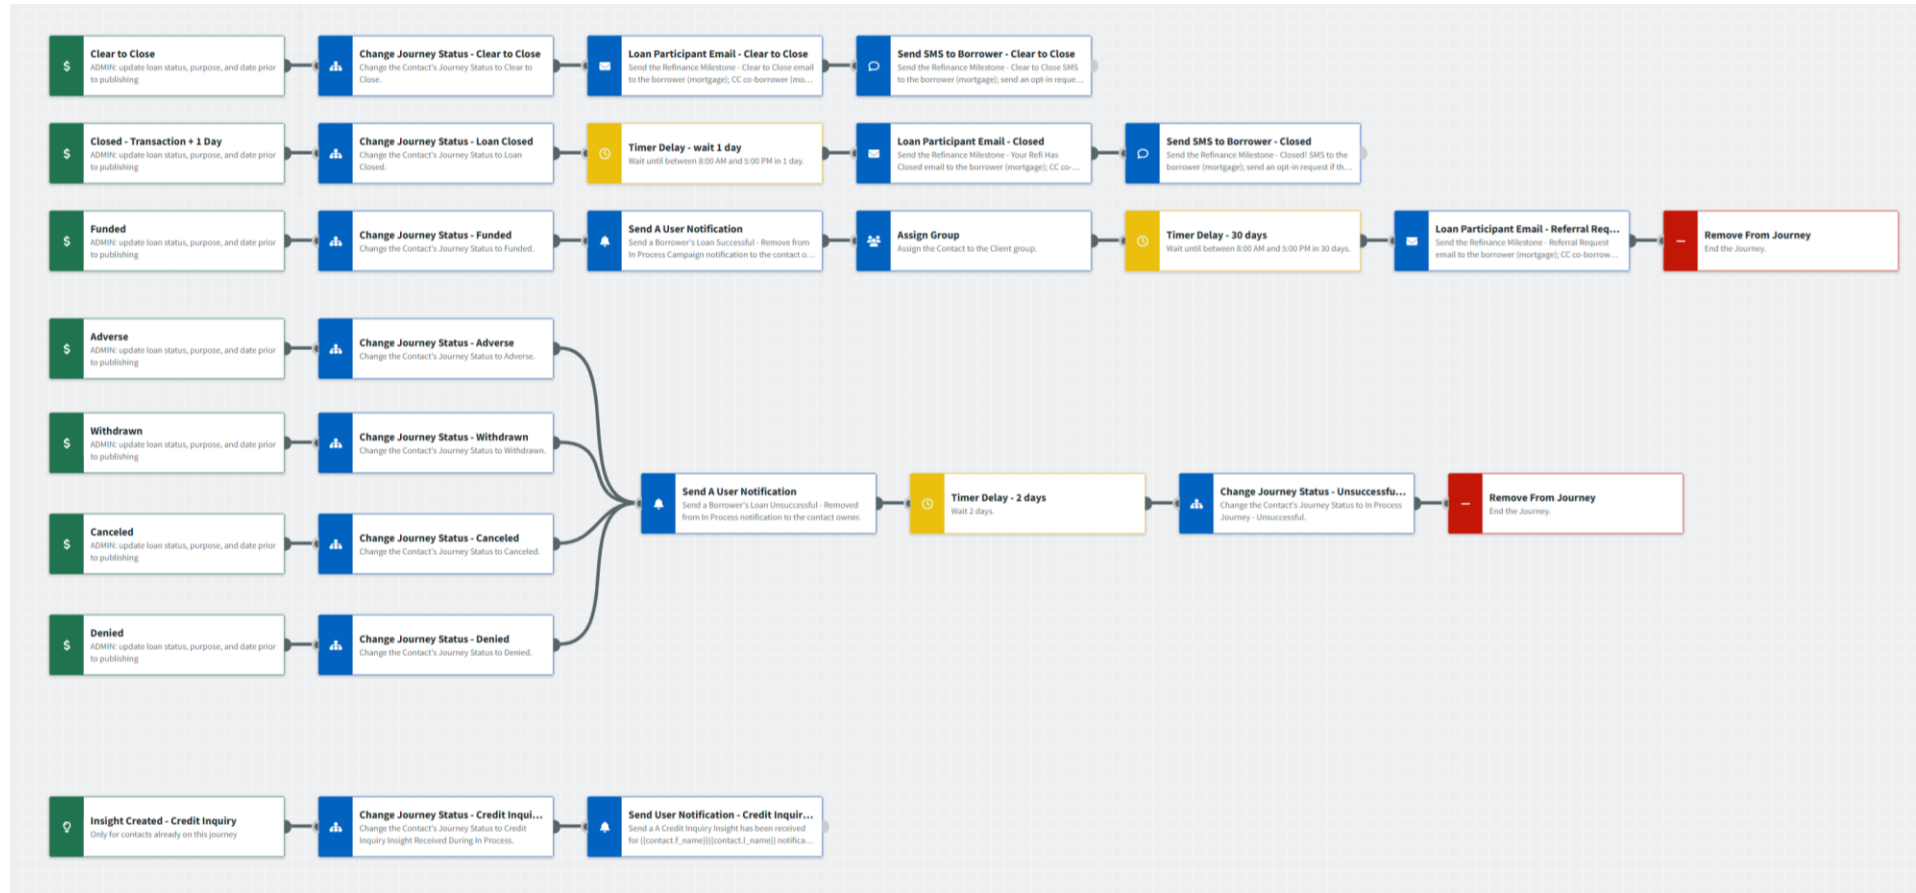 Clear to Close
ADMIN: update loan status, purpose, and date prior
to publishing
Change Journey Status - Clear to Close
Change the Contact's Journey Status to Clear to
Close.
Loan Participant Email - Clear to Close
Send the Refinance Milestone - Clear to Close email
to the borrower (mortgage); CC co-borrower (mo...
Send SMS to Borrower - Clear to Close
Send the Refinance Milestone - Clear to Close SMS
to the borrower (mortgage); send an opt-in reque...
Closed - Transaction + 1 Day
ADMIN: update loan status, purpose, and date prior
to publishing
Change Journey Status - Loan Closed
Change the Contact's Journey Status to Loan
Closed.
Timer Delay - wait 1 day
Wait until between 8:00 AM and 5:00 PM in 1 day.
Loan Participant Email - Closed
Send the Refinance Milestone - Your Refi Has
Closed email to the borrower (mortgage); CC co-...
Send SMS to Borrower - Closed
Send the Refinance Milestone - Closed! SMS to the
borrower (mortgage); send an opt-in request if th...
Funded
ADMIN: update loan status, purpose, and date prior
to publishing
Change Journey Status - Funded
Change the Contact's Journey Status to Funded.
Send A User Notification
Send a Borrower's Loan Successful - Remove from
In Process Campaign notification to the contact o...
Assign Group
Assign the Contact to the Client group.
Timer Delay - 30 days
Wait until between 8:00 AM and 5:00 PM in 30 days.
Loan Participant Email - Referral Req...
Send the Refinance Milestone - Referral Request
email to the borrower (mortgage); CC co-borrow...
Remove From Journey
End the Journey.
Adverse
ADMIN: update loan status, purpose, and date prior
to publishing
Change Journey Status - Adverse
Change the Contact's Journey Status to Adverse.
Withdrawn
ADMIN: update loan status, purpose, and date prior
to publishing
Change Journey Status - Withdrawn
Change the Contact's Journey Status to Withdrawn.
Send A User Notification
Send a Borrower's Loan Unsuccessful - Removed
from In Process notification to the contact owner.
Timer Delay - 2 days
Wait 2 days.
Change Journey Status - Unsuccessfu...
Change the Contact's Journey Status to In Process
Journey - Unsuccessful.
Remove From Journey
End the Journey.
Canceled
ADMIN: update loan status, purpose, and date prior
to publishing
Change Journey Status - Canceled
Change the Contact's Journey Status to Canceled.
Denied
ADMIN: update loan status, purpose, and date prior
to publishing
Change Journey Status - Denied
Change the Contact's Journey Status to Denied.
Insight Created - Credit Inquiry
Only for contacts already on this journey
Change Journey Status - Credit Inqui...
Change the Contact's Journey Status to Credit
Inquiry Insight Received During In Process.
Send User Notification - Credit Inquir...
Send a A Credit Inquiry Insight has been received
for {{contact.f_name}}{{contact.l_name}} notifica...